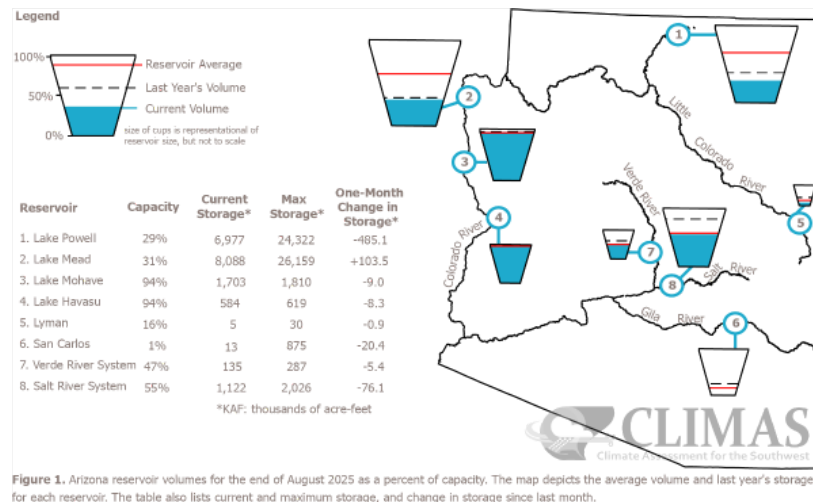 Legend
100%
Reservoir Average
Last Year's Volume
50%
Current Volume
0%
size of cups is representational of
reservoir size, but not to scale
Reservoir Capacity Current Storage* Max Storage* One-Month Change in Storage*
1. Lake Powell 29% 6,977 24,322 -485.1
2. Lake Mead 31% 8,088 26,159 +103.5
3. Lake Mohave 94% 1,703 1,810 -9.0
4. Lake Havasu 94% 584 619 -8.3
5. Lyman 16% 5 30 -0.9
6. San Carlos 1% 13 875 -20.4
7. Verde River System 47% 135 287 -5.4
8. Salt River System 55% 1,122 2,026 -76.1
*KAF: thousands of acre-feet
1
2
3
4
5
6
7
8
Little
Colorado
River
Verde River
Colorado River
Salt River
Gila River
CLIMAS
Climate Assessment for the Southwest
Figure 1. Arizona reservoir volumes for the end of August 2025 as a percent of capacity. The map depicts the average volume and last year's storage
for each reservoir. The table also lists current and maximum storage, and change in storage since last month.